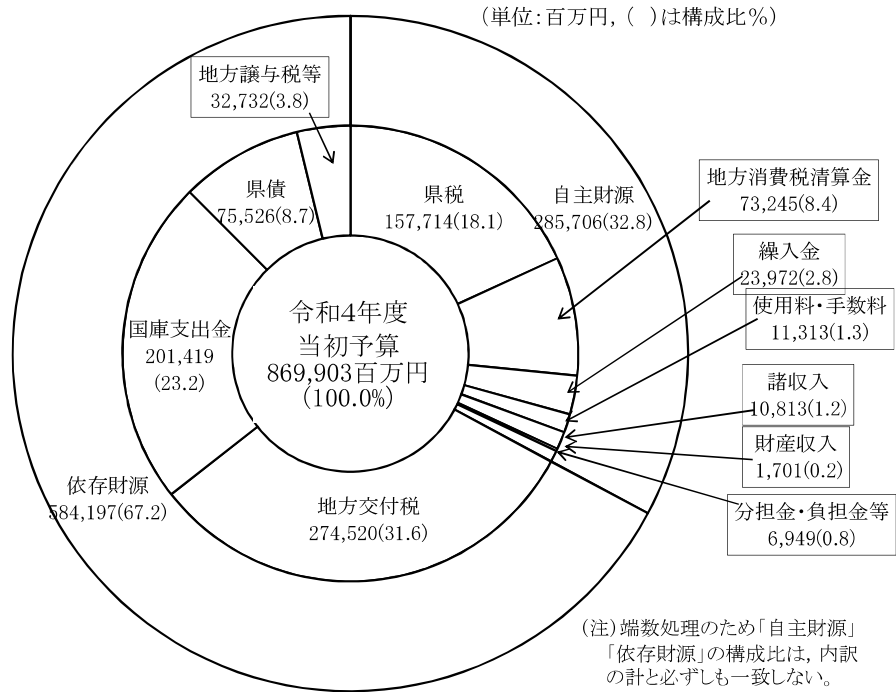 (単位:百万円,( )は構成比%)
地方譲与税等
32,732(3.8)
県債
75,526(8.7)
県税
157,714(18.1)
自主財源
285,706(32.8)
地方消費税清算金
73,245(8.4)
繰入金
23,972(2.8)
使用料・手数料
11,313(1.3)
諸収入
10,813(1.2)
財産収入
1,701(0.2)
分担金・負担金等
6,949(0.8)
国庫支出金
201,419
(23.2)
令和4年度
当初予算
869,903百万円
(100.0%)
依存財源
584,197(67.2)
地方交付税
274,520(31.6)
(注)端数処理のため「自主財源」
「依存財源」の構成比は,内訳
の計と必ずしも一致しない。